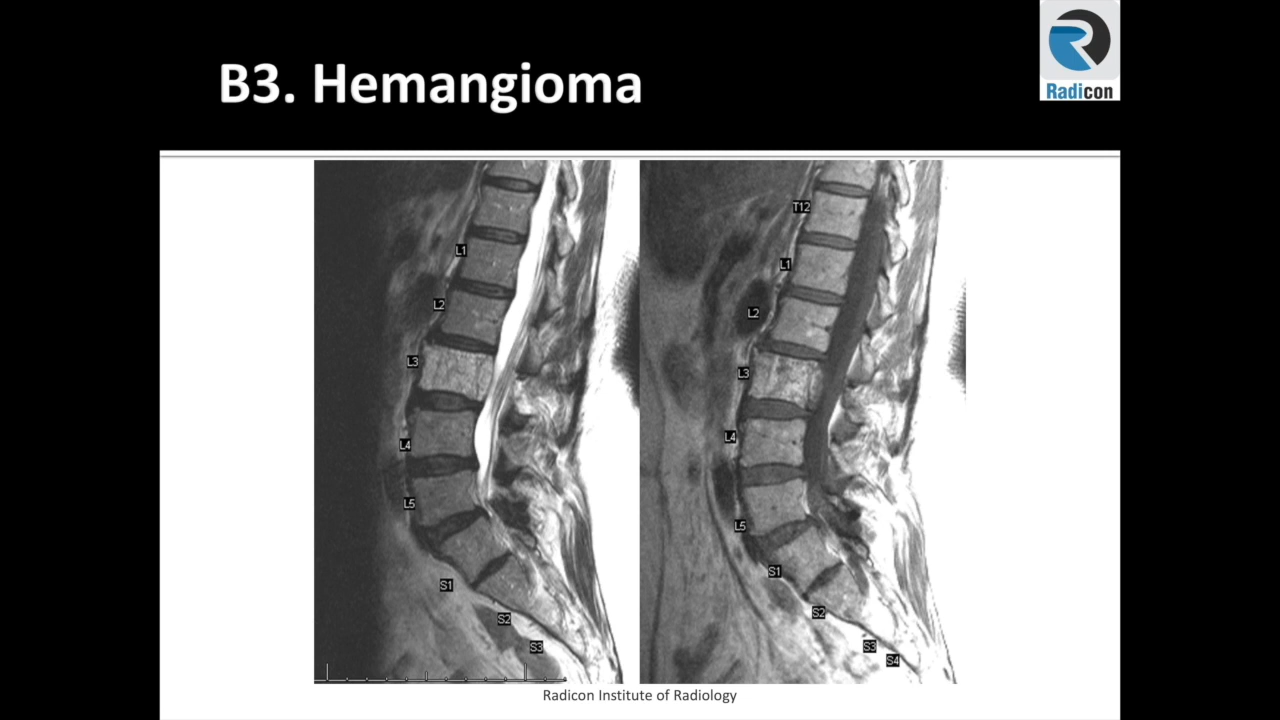 B3. Hemangioma
Radicon
L1
L2
L3
L4
L5
S1
S2
S3
T12
L1
L2
L3
L4
L5
S1
S2
S3
S4
Radicon Institute of Radiology